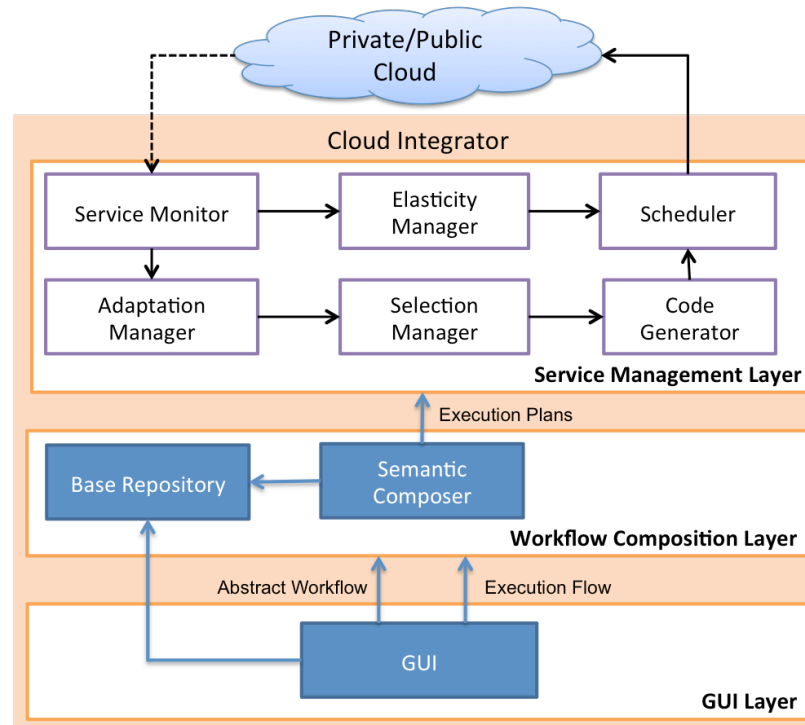 Private/Public
Cloud
Cloud Integrator
Service Monitor
Elasticity
Manager
Scheduler
Adaptation
Manager
Selection
Manager
Code
Generator
Service Management Layer
Execution Plans
Base Repository
Semantic
Composer
Workflow Composition Layer
Abstract Workflow
Execution Flow
GUI
GUI Layer